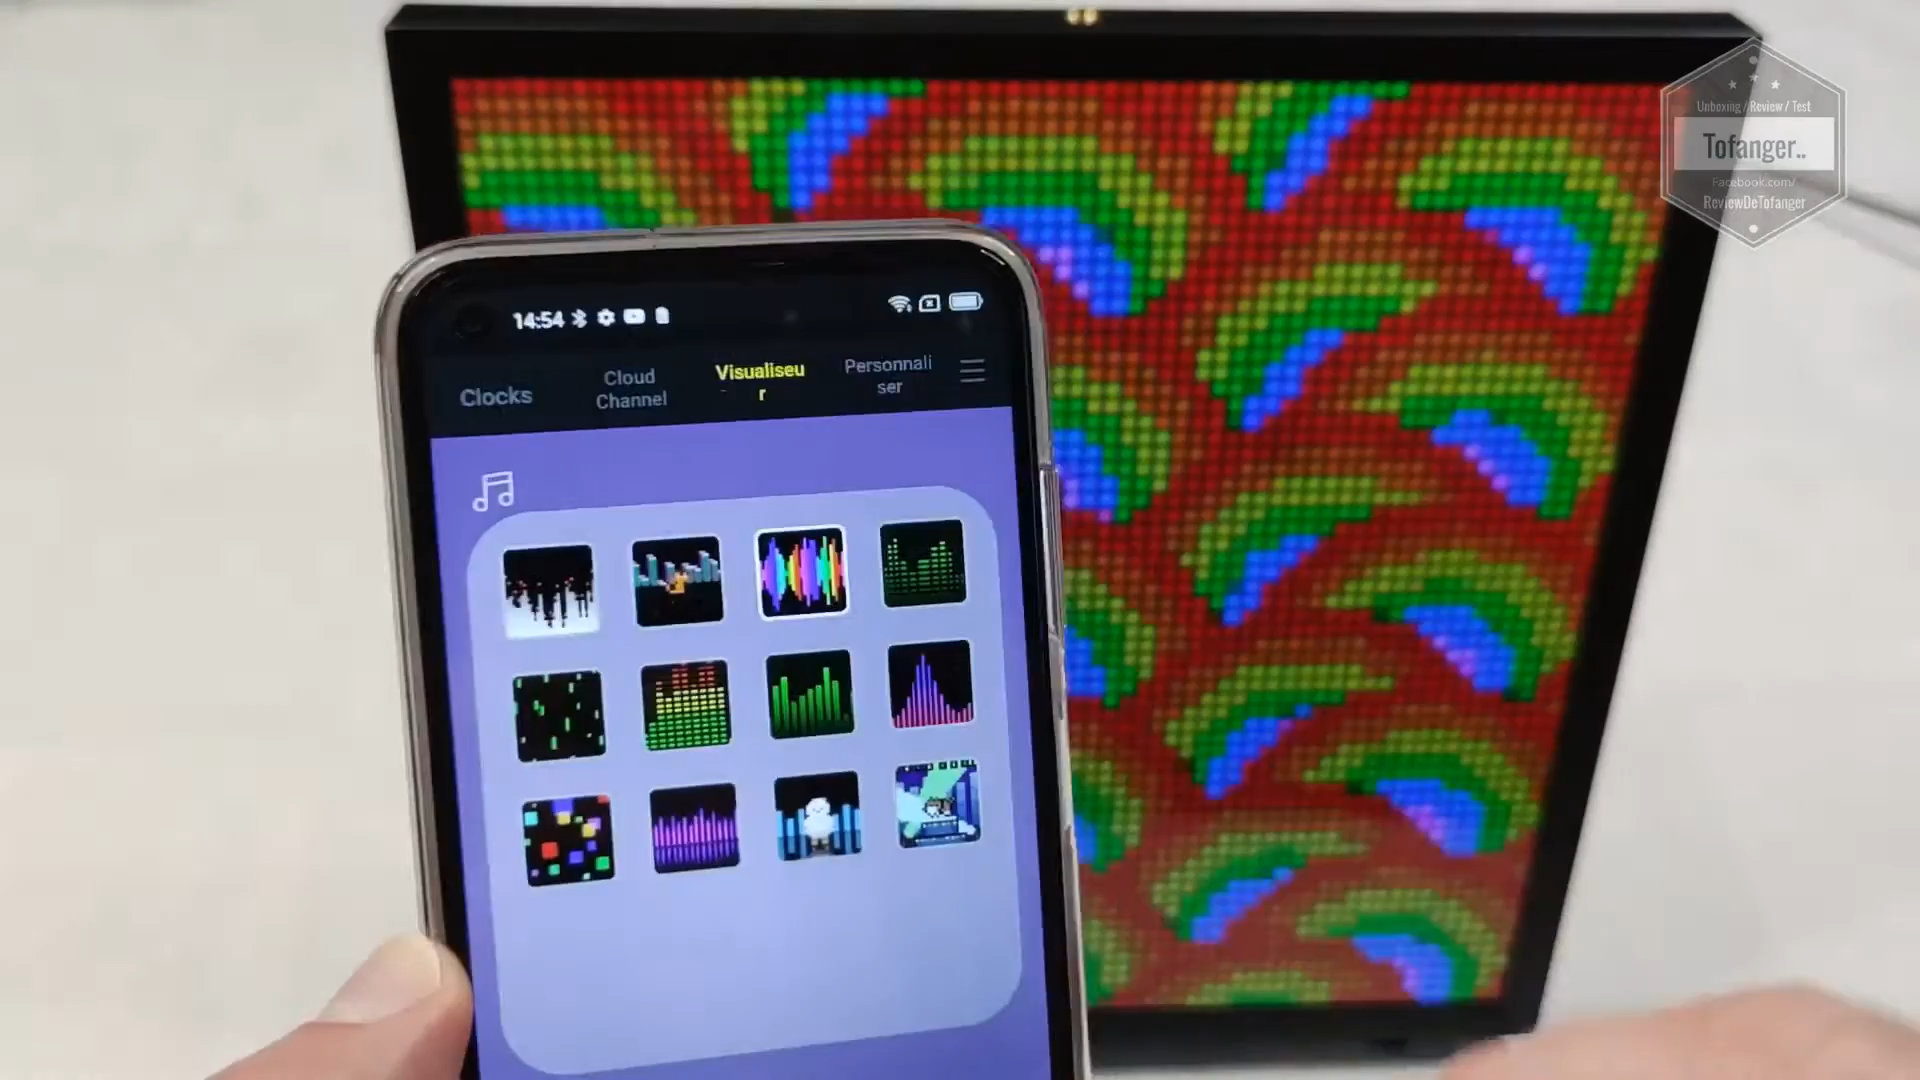 Unboxing / Review / Test
Tofanger..
Facebook.com/
ReviewDeTofanger
14:54
Clocks
Cloud
Channel
Visualiseu
r
Personnali
ser